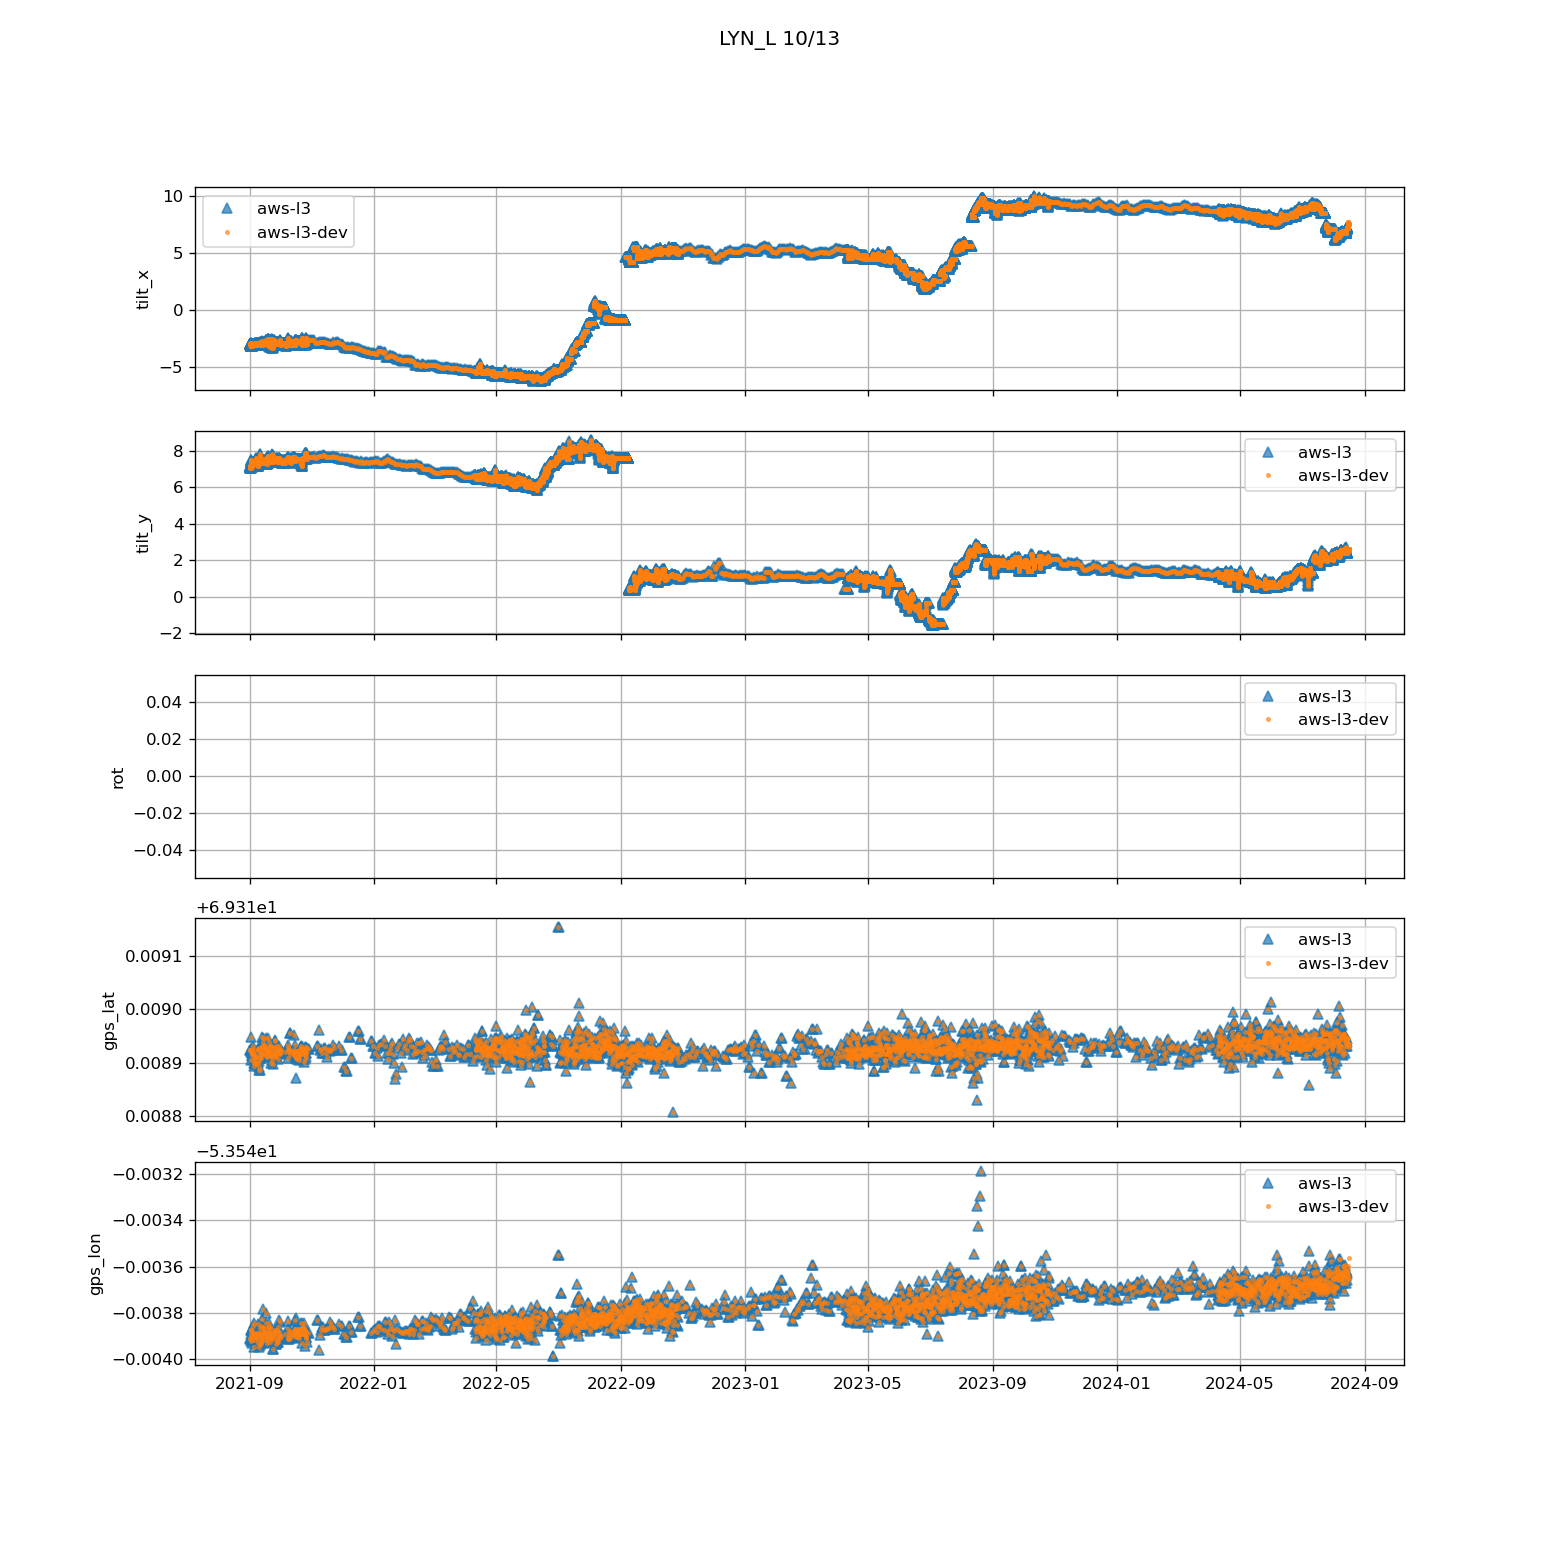 LYN_L 10/13
10
5
0
−5
tilt_x
aws-l3
aws-l3-dev
8
6
4
2
0
−2
tilt_y
aws-l3
aws-l3-dev
0.04
0.02
0.00
−0.02
−0.04
rot
aws-l3
aws-l3-dev
+6.931e1
0.00891
0.00890
0.00889
0.00888
gps_lat
aws-l3
aws-l3-dev
−5.354e1
−0.0032
−0.0034
−0.0036
−0.0038
−0.0040
gps_lon
aws-l3
aws-l3-dev
2021-09 2022-01 2022-05 2022-09 2023-01 2023-05 2023-09 2024-01 2024-05 2024-09